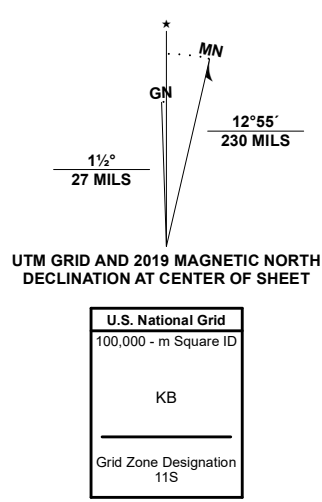 MN
GN
12°55´
230 MILS
1½°
27 MILS
UTM GRID AND 2019 MAGNETIC NORTH
DECLINATION AT CENTER OF SHEET
U.S. National Grid
100,000 - m Square ID
KB
Grid Zone Designation
11S